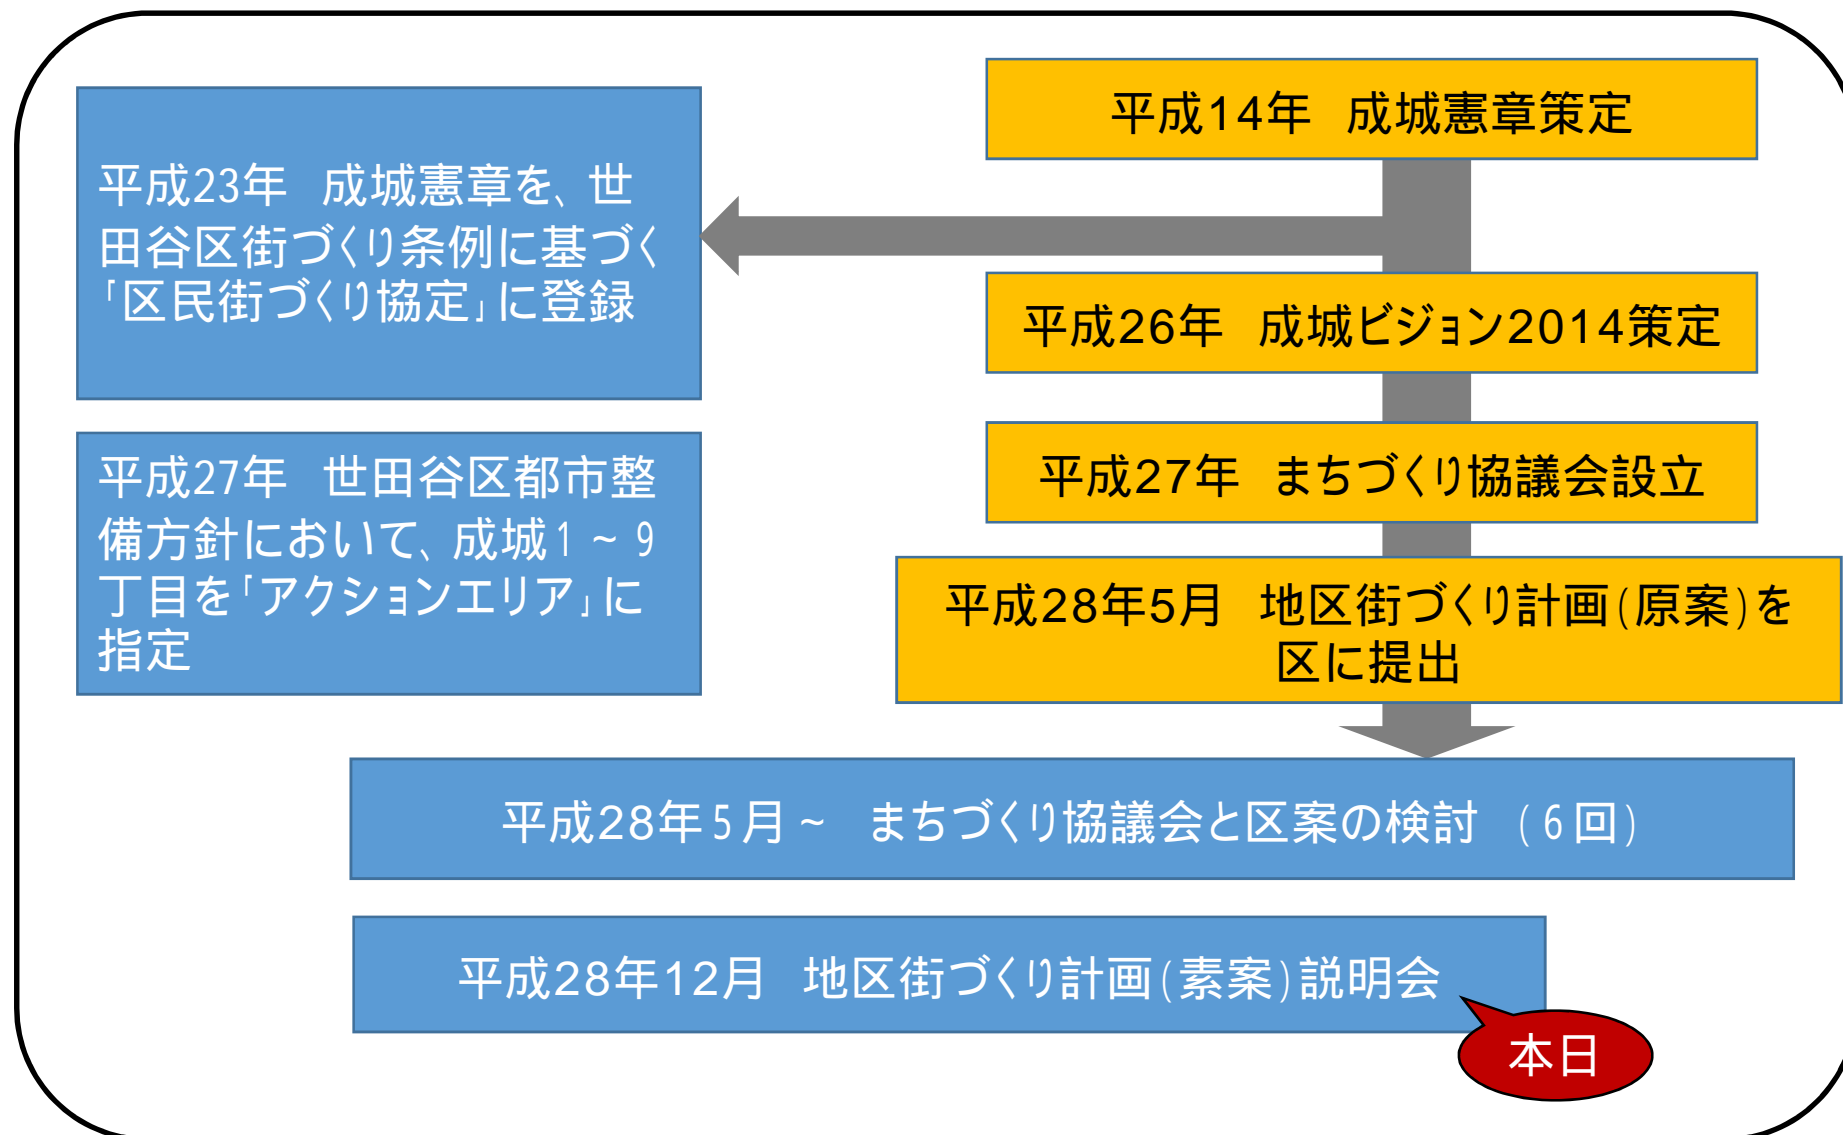 平成14年　成城憲章策定
平成23年　成城憲章を、世
田谷区街づくり条例に基づく
「区民街づくり協定」に登録
平成26年　成城ビジョン2014策定
平成27年　まちづくり協議会設立
平成27年　世田谷区都市整
備方針において、成城1～9
丁目を「アクションエリア」に
指定
平成28年5月　地区街づくり計画(原案)を
区に提出
平成28年5月～　まちづくり協議会と区案の検討　(6回)
平成28年12月　地区街づくり計画(素案)説明会
本日